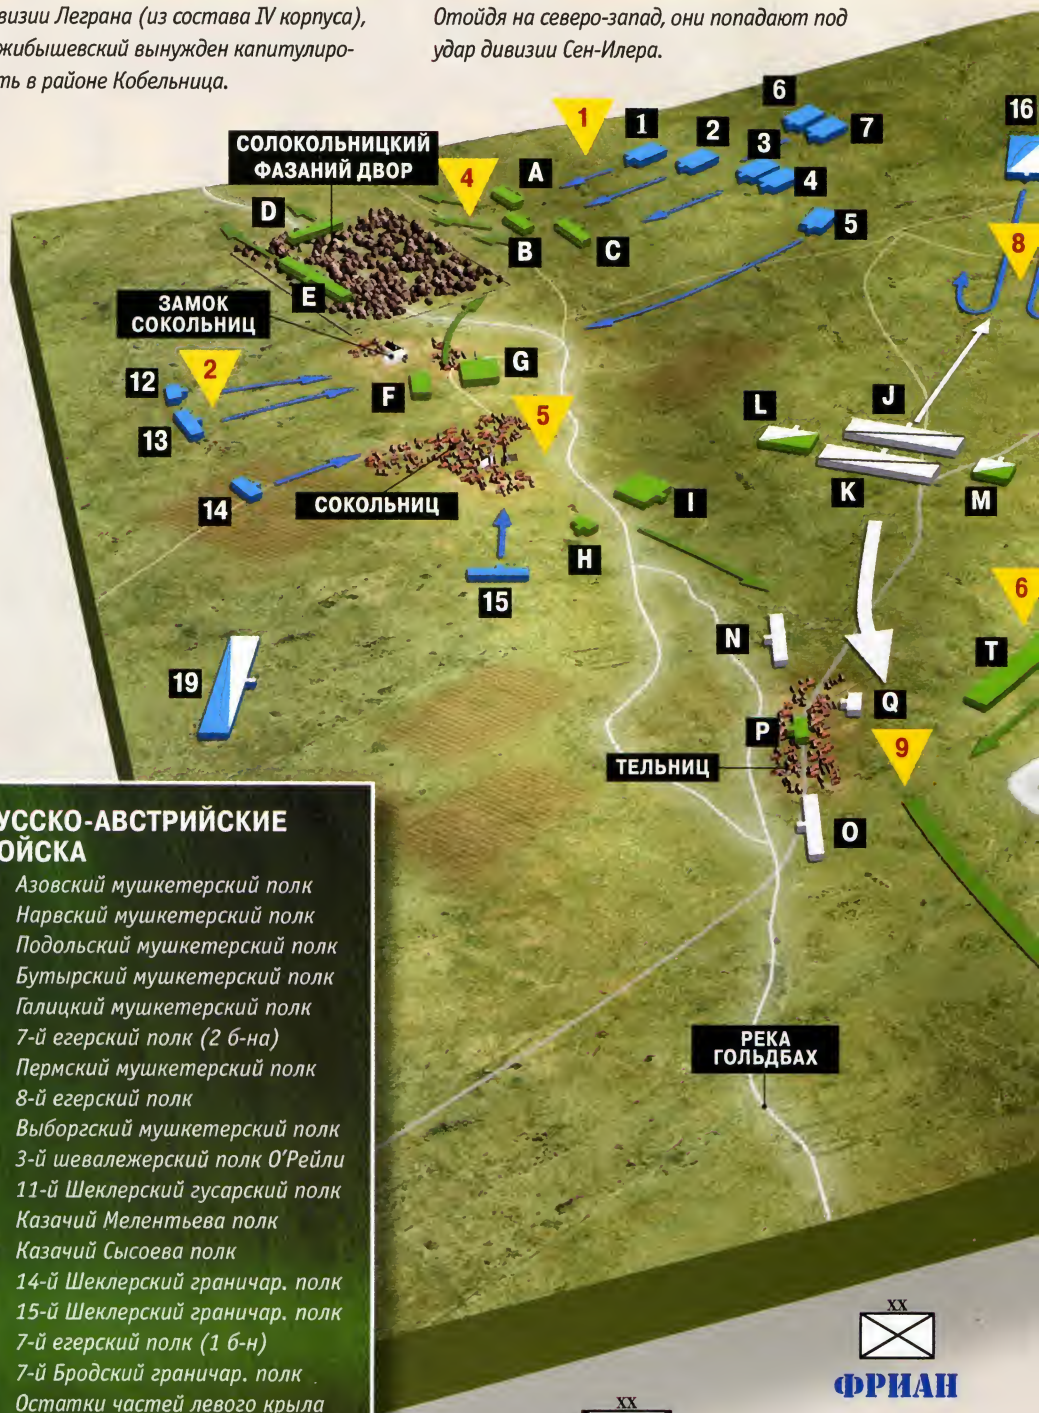 визии Леграна (из состава IV корпуса),
жибышевский вынужден капитулиро-
ть в районе Кобельница.
Отойдя на северо-запад, они попадают под
удар дивизии Сен-Илера.
6
7
16
1
1
2
3
4
СОЛОКОЛЬНИЦКИЙ
ФАЗАНИЙ ДВОР
4
A
D
B
C
5
8
E
ЗАМОК
СОКОЛЬНИЦ
2
12
13
F
G
5
L
J
14
СОКОЛЬНИЦ
K
M
I
H
15
6
N
T
19
Q
P
9
ТЕЛЬНИЦ
O
РЕКА
ГОЛЬДБАХ
УССКО-АВСТРИЙСКИЕ
ОЙСКА
Азовский мушкетерский полк
Нарвский мушкетерский полк
Подольский мушкетерский полк
Бутырский мушкетерский полк
Галицкий мушкетерский полк
7-й егерский полк (2 б-на)
Пермский мушкетерский полк
8-й егерский полк
Выборгский мушкетерский полк
3-й шевалежерский полк О'Рейли
11-й Шеклерский гусарский полк
Казачий Мелентьева полк
Казачий Сысоева полк
14-й Шеклерский граничар. полк
15-й Шеклерский граничар. полк
7-й егерский полк (1 б-н)
7-й Бродский граничар. полк
Остатки частей левого крыла
XX
ФРИАН
XX